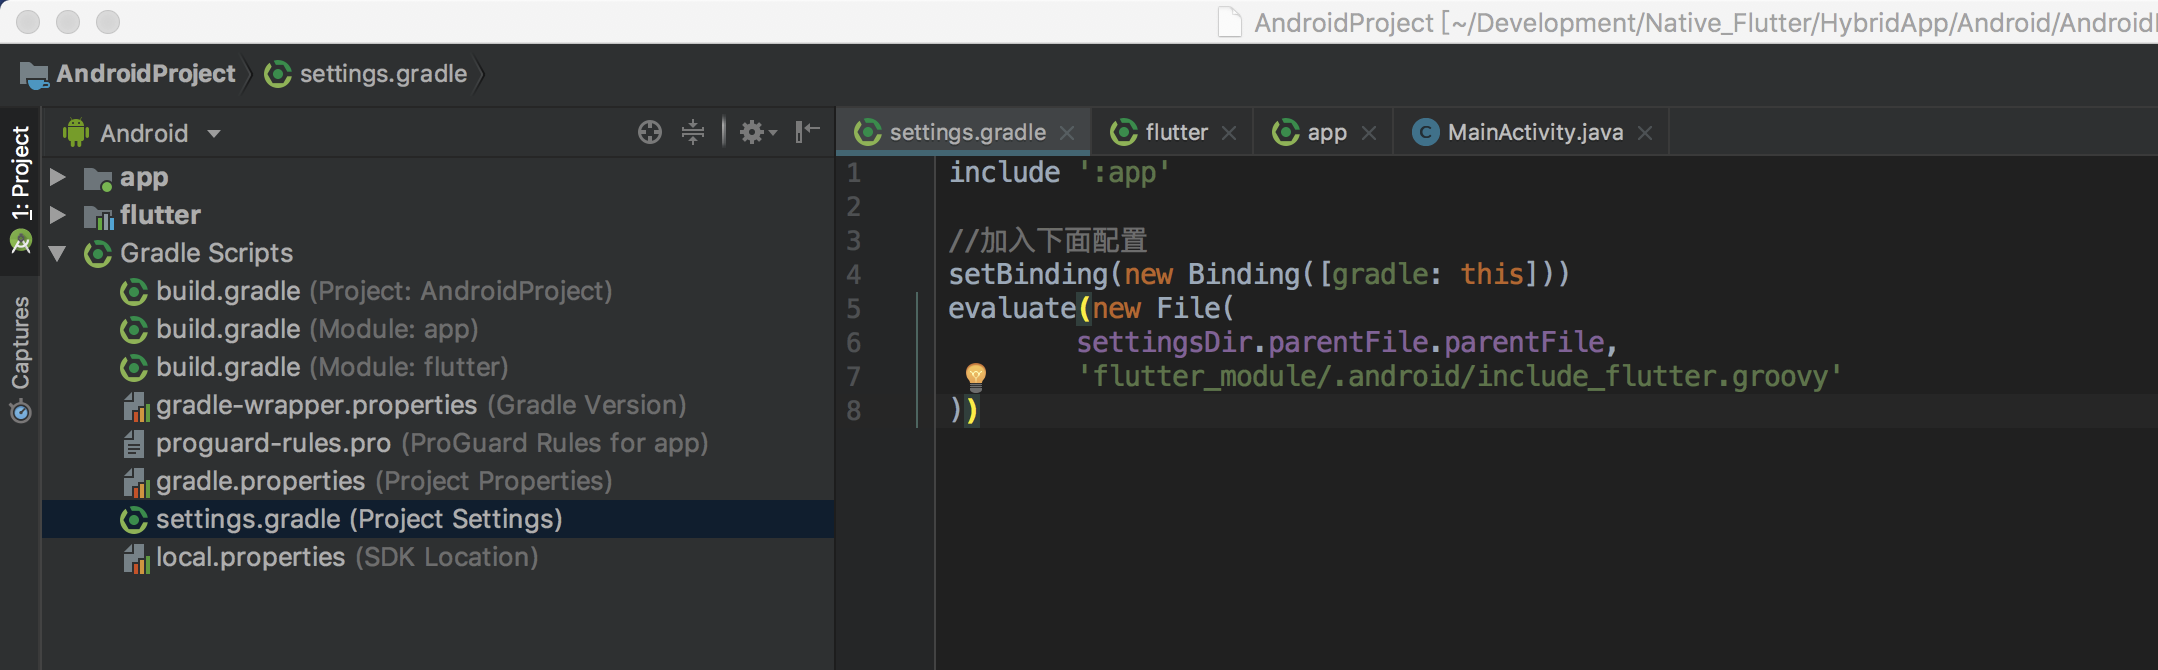 AndroidProject [~/Development/Native_Flutter/HybridApp/Android/Android
AndroidProject
settings.gradle
1: Project
Captures
Android
app
flutter
Gradle Scripts
build.gradle (Project: AndroidProject)
build.gradle (Module: app)
build.gradle (Module: flutter)
gradle-wrapper.properties (Gradle Version)
proguard-rules.pro (ProGuard Rules for app)
gradle.properties (Project Properties)
settings.gradle (Project Settings)
local.properties (SDK Location)
settings.gradle
flutter
app
C MainActivity.java
1 include ':app'
2
3 //加入下面配置
4 setBinding(new Binding([gradle: this]))
5 evaluate(new File(
6 settingsDir.parentFile.parentFile,
7 'flutter_module/.android/include_flutter.groovy'
8 ))